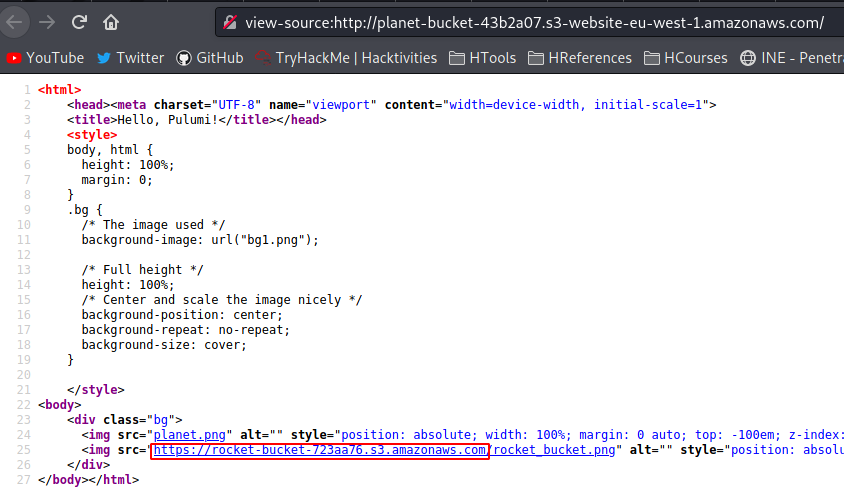 view-source:http://planet-bucket-43b2a07.s3-website-eu-west-1.amazonaws.com/
YouTube Twitter GitHub TryHackMe | Hacktivities HTools HReferences HCourses INE - Penetra
1 <html>
2 <head><meta charset="UTF-8" name="viewport" content="width=device-width, initial-scale=1">
3 <title>Hello, Pulumi!</title></head>
4 <style>
5 body, html {
6 height: 100%;
7 margin: 0;
8 }
9 .bg {
10 /* The image used */
11 background-image: url("bg1.png");
12
13 /* Full height */
14 height: 100%;
15 /* Center and scale the image nicely */
16 background-position: center;
17 background-repeat: no-repeat;
18 background-size: cover;
19 }
20
21 </style>
22 <body>
23 <div class="bg">
24 <img src="planet.png" alt="" style="position: absolute; width: 100%; margin: 0 auto; top: -100em; z-index:
25 <img src="https://rocket-bucket-723aa76.s3.amazonaws.com/rocket_bucket.png" alt="" style="position: absolu
26 </div>
27 </body></html>